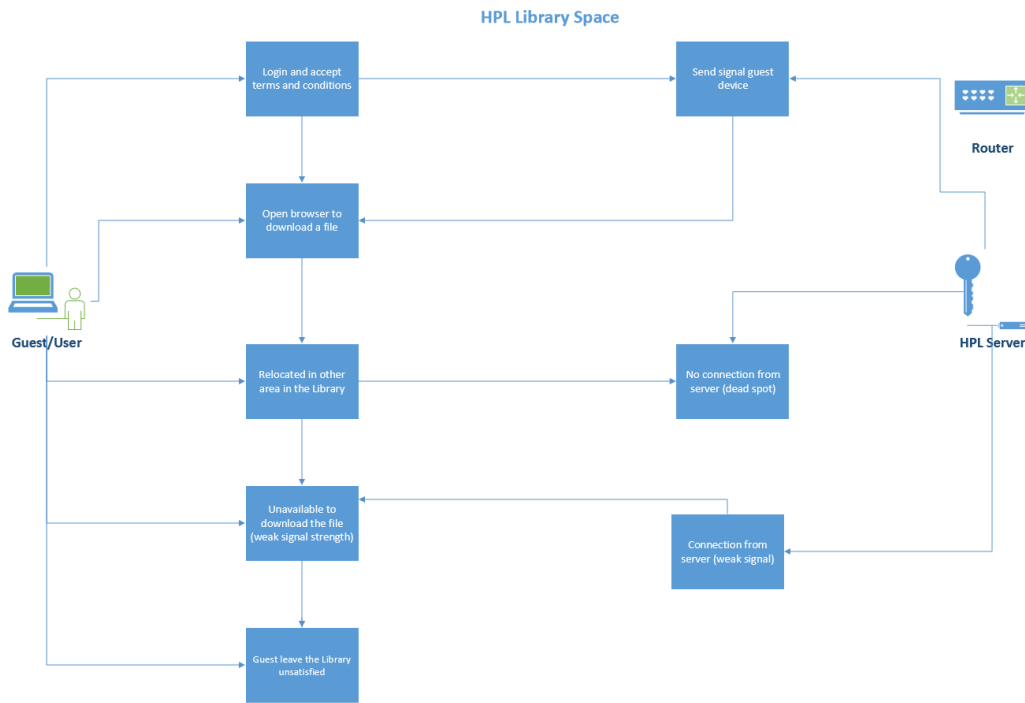 HPL Library Space
Login and accept
terms and conditions
Send signal guest
device
Router
Open browser to
download a file
Guest/User
HPL Server
Relocated in other
area in the Library
No connection from
server (dead spot)
Unavailable to
download the file
(weak signal strength)
Connection from
server (weak signal)
Guest leave the Library
unsatisfied